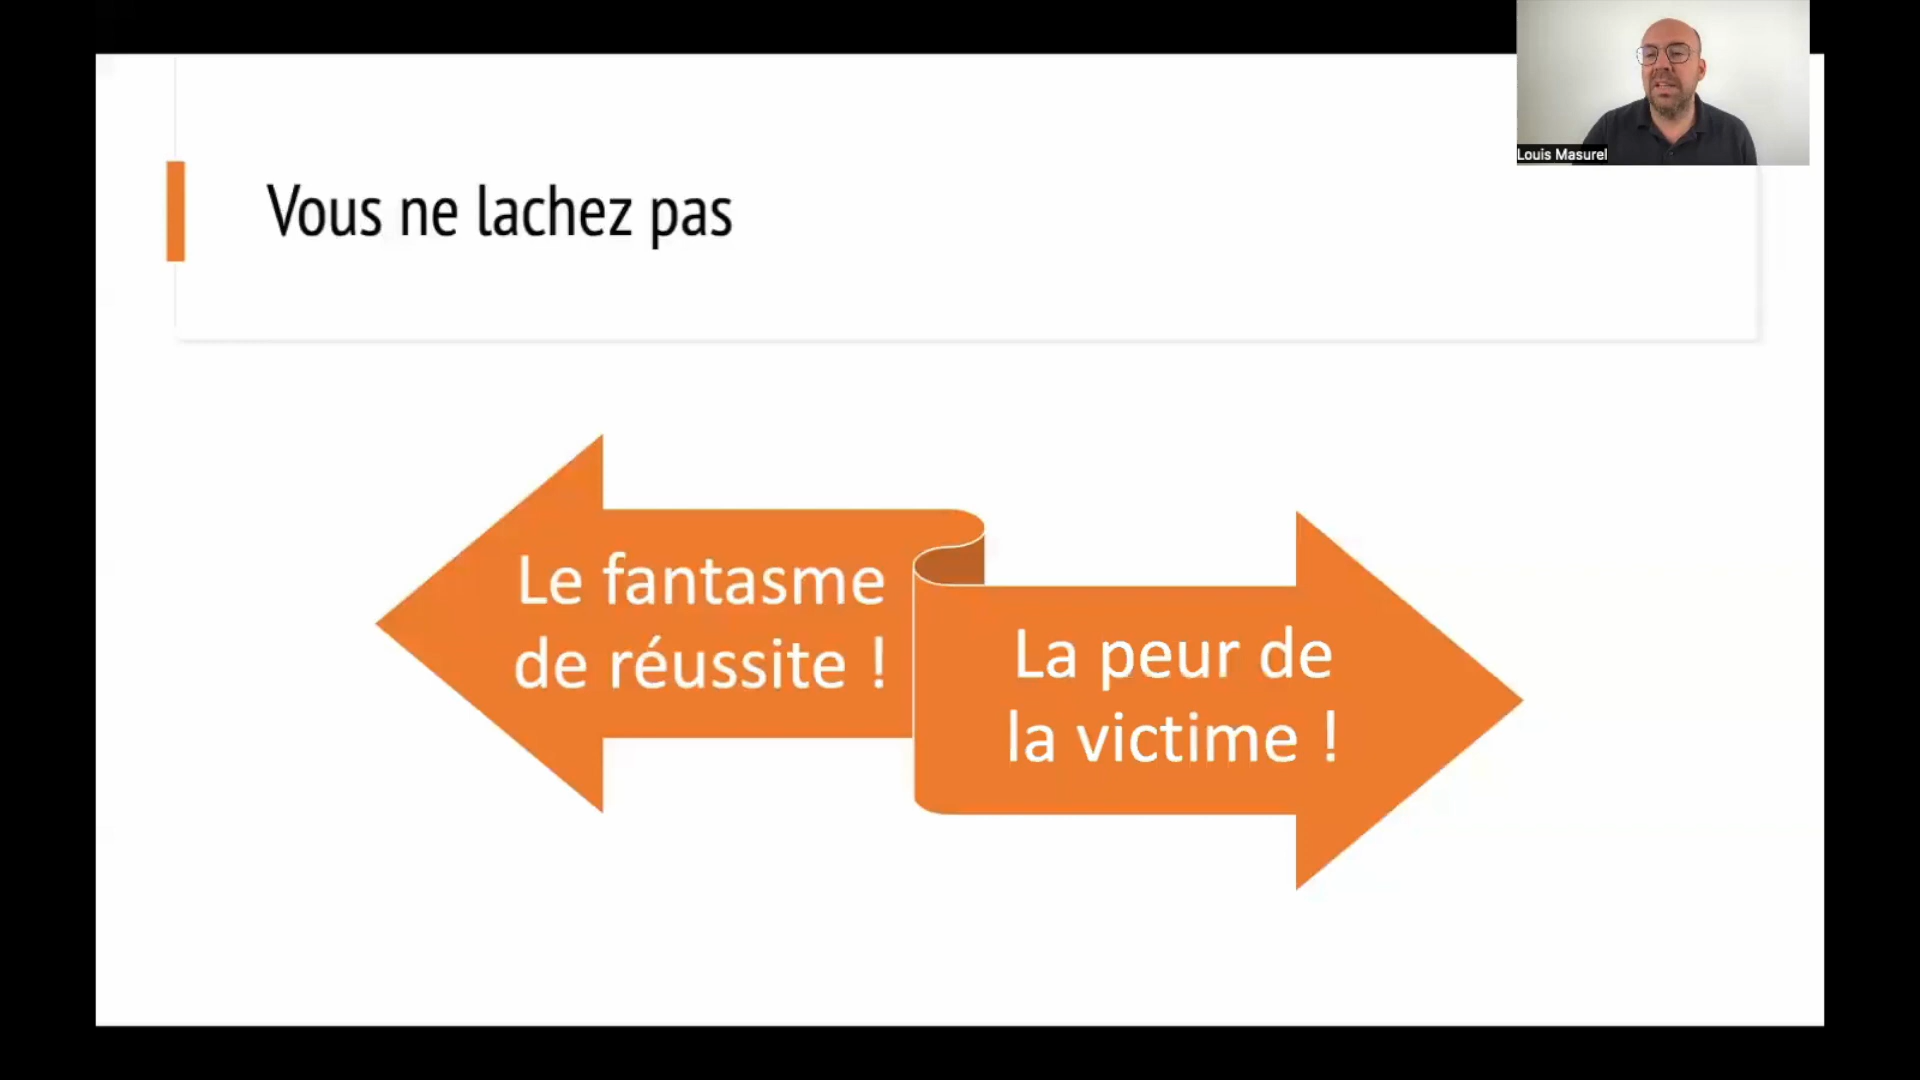 Louis Masurel
Vous ne lachez pas
Le fantasme
de réussite !
La peur de
la victime !